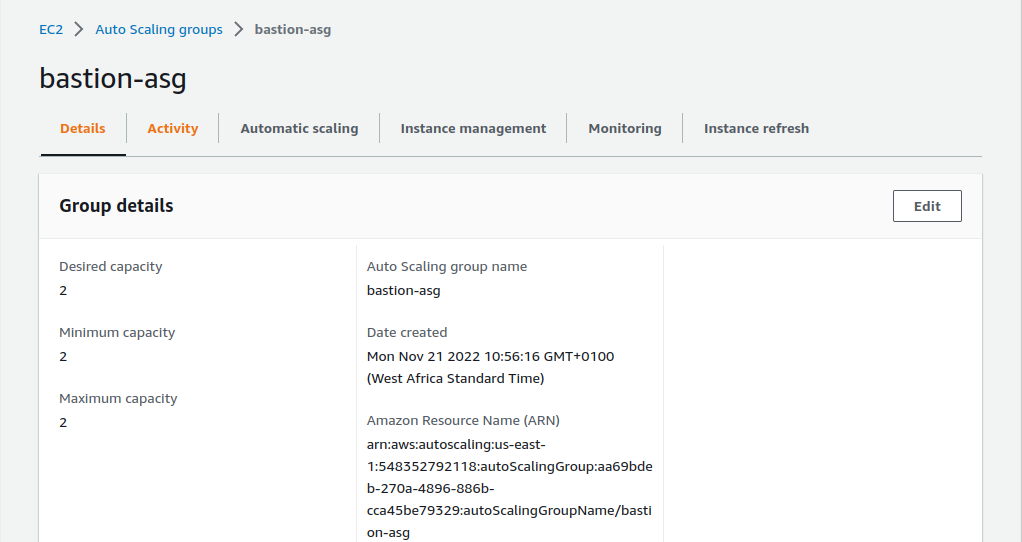 EC2 > Auto Scaling groups > bastion-asg
bastion-asg
Details Activity Automatic scaling Instance management Monitoring Instance refresh
Group details Edit
Desired capacity
2
Minimum capacity
2
Maximum capacity
2
Auto Scaling group name
bastion-asg
Date created
Mon Nov 21 2022 10:56:16 GMT+0100
(West Africa Standard Time)
Amazon Resource Name (ARN)
arn:aws:autoscaling:us-east-
1:548352792118:autoScalingGroup:aa69bde
b-270a-4896-886b-
cca45be79329:autoScalingGroupName/basti
on-asg